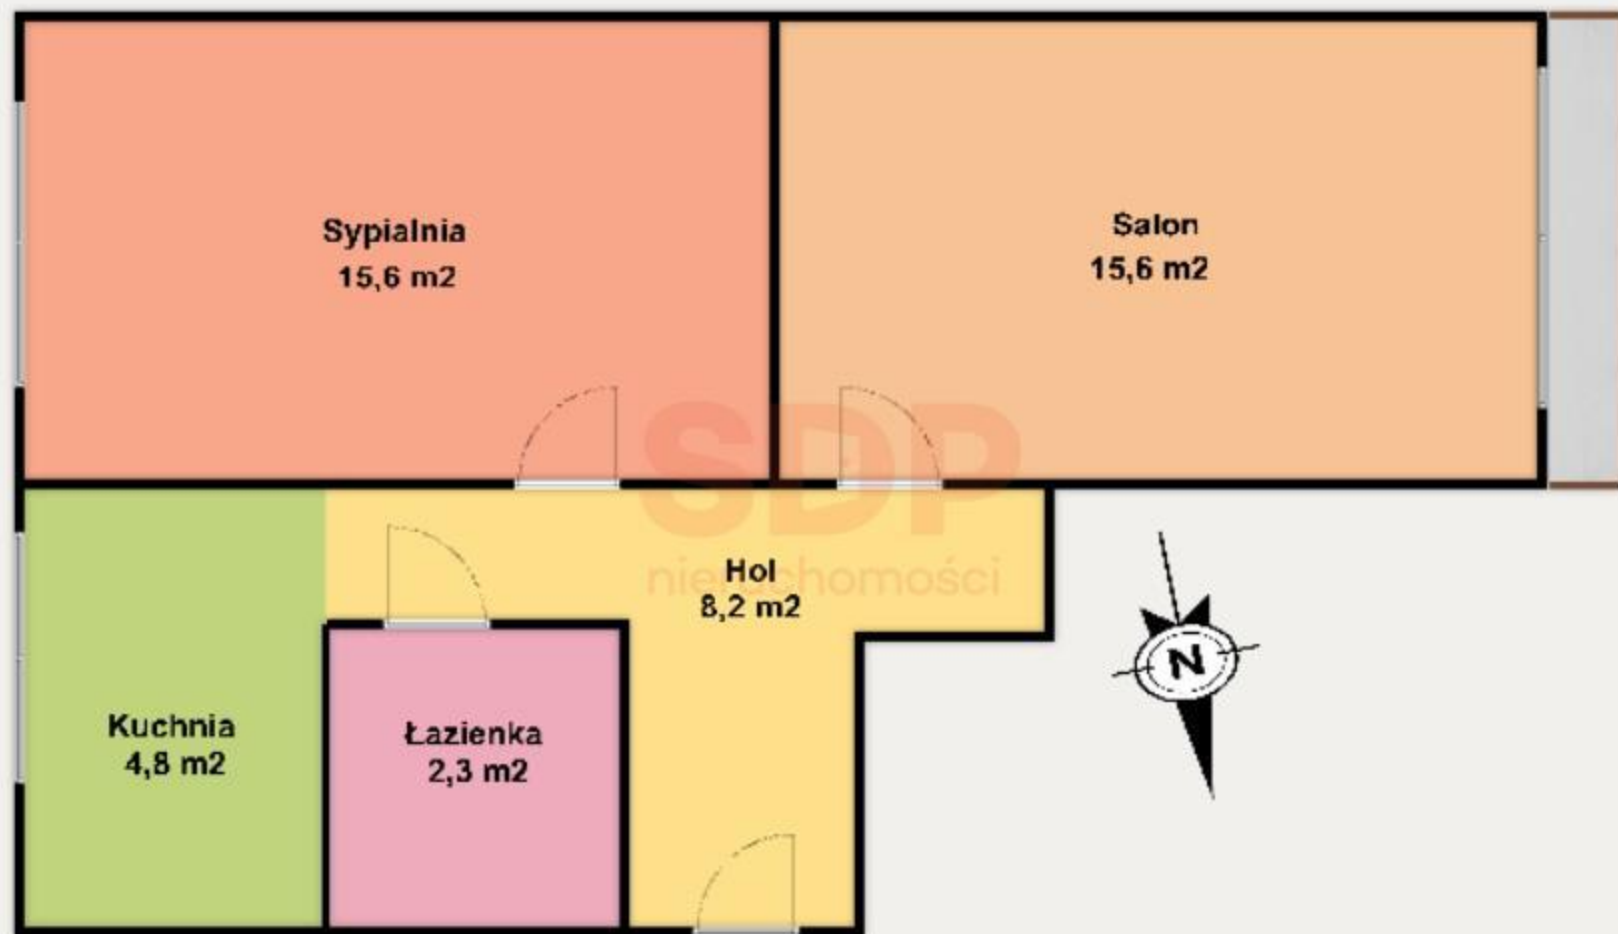 Sypialnia
15,6 m2
Salon
15,6 m2
SDP
nieruchomości
Hol
8,2 m2
Kuchnia
4,8 m2
Łazienka
2,3 m2
N